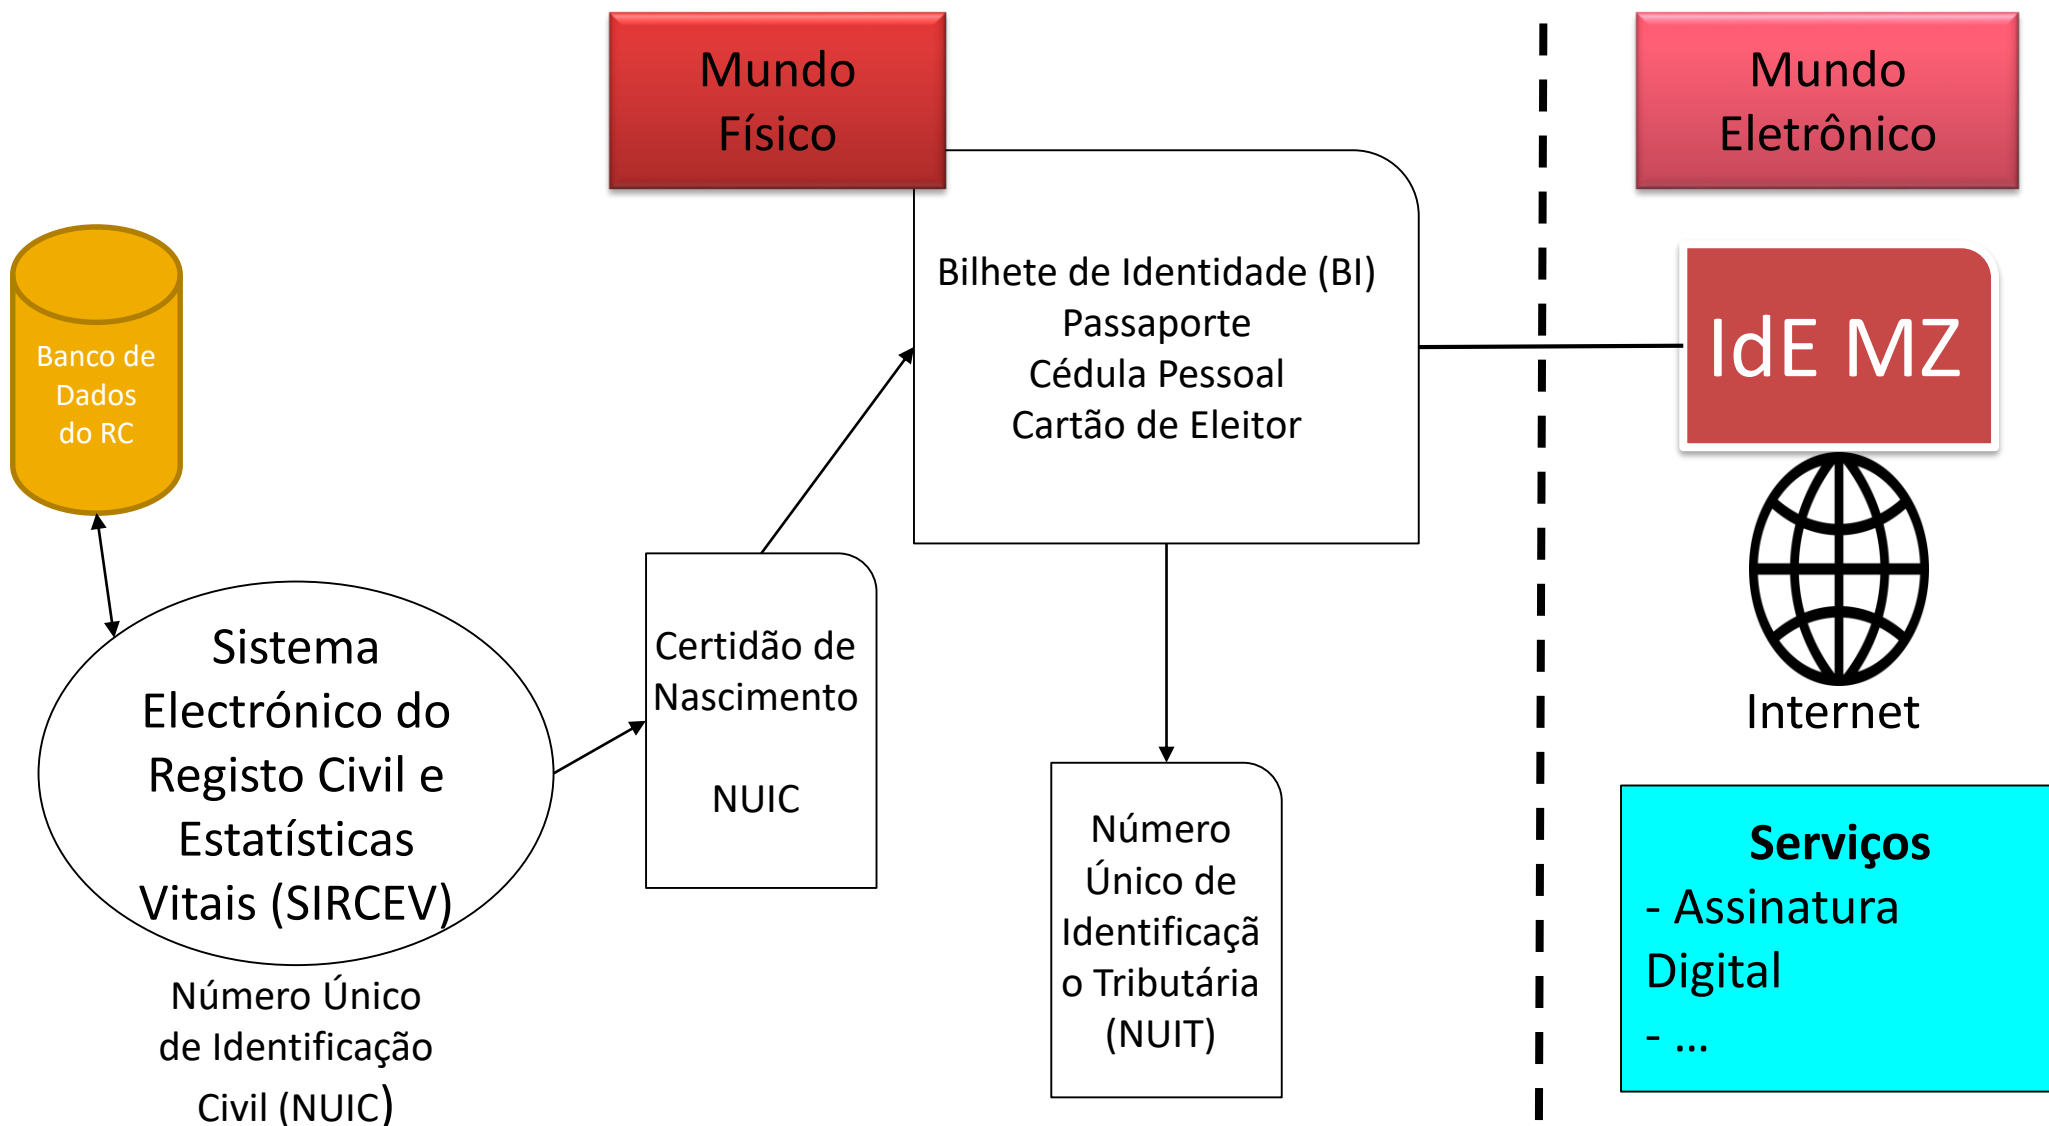 Mundo
Físico
Mundo
Eletrônico
Bilhete de Identidade (BI)
Passaporte
Cédula Pessoal
Cartão de Eleitor
IdE MZ
Banco de
Dados
do RC
Sistema
Electrónico do
Registo Civil e
Estatísticas
Vitais (SIRCEV)
Número Único
de Identificação
Civil (NUIC)
Certidão de
Nascimento
NUIC
Número
Único de
Identificaçã
o Tributária
(NUIT)
Internet
Serviços
- Assinatura
Digital
- ...